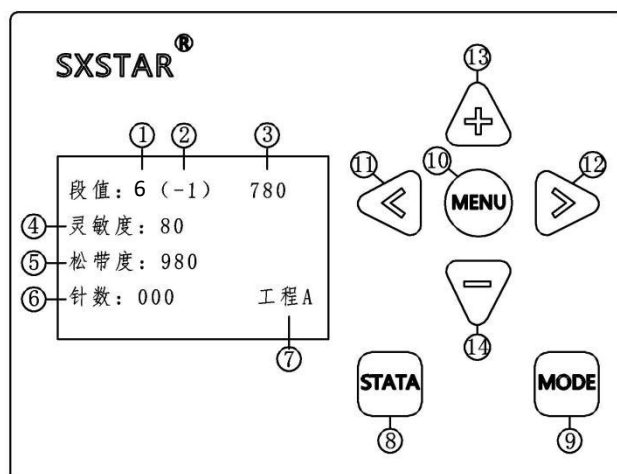 SXSTAR®
① ② ③
段值：6（-1） 780
④ 灵敏度：80
⑤ 松带度：980
⑥ 针数：000 工程A
⑦
⑬
+
⑪ ⑩ ⑫
< MENU >
−
⑭
STATA MODE
⑧ ⑨